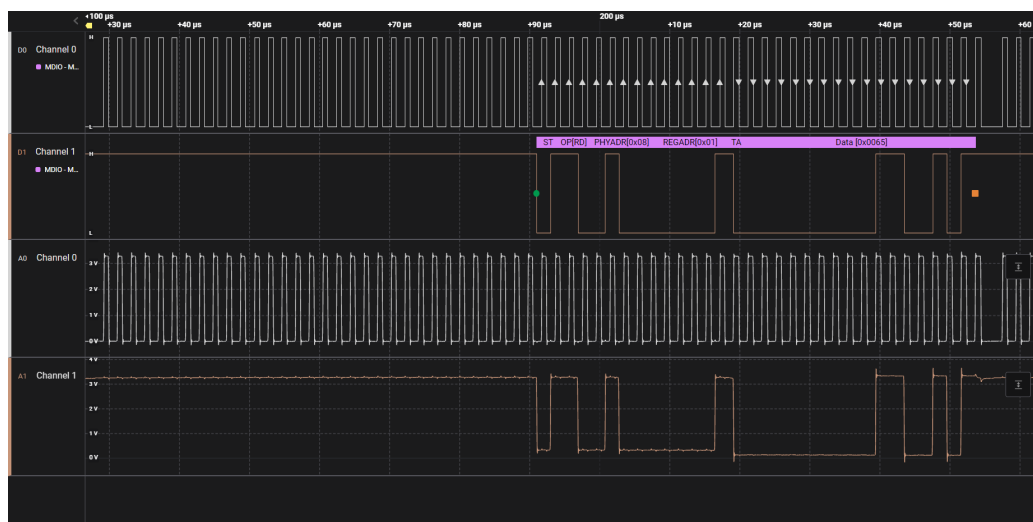 +100 µs 200 µs
+30 µs +40 µs +50 µs +60 µs +70 µs +80 µs +90 µs +10 µs +20 µs +30 µs +40 µs +50 µs +60
D0 Channel 0 H
MDIO - M...
L
ST OP[RD] PHYADR[0x08] REGADR[0x01] TA Data [0x0065]
D1 Channel 1 H
MDIO - M...
L
A0 Channel 0
3 V
2 V
1 V
0 V
4 V
A1 Channel 1
3 V
2 V
1 V
0 V